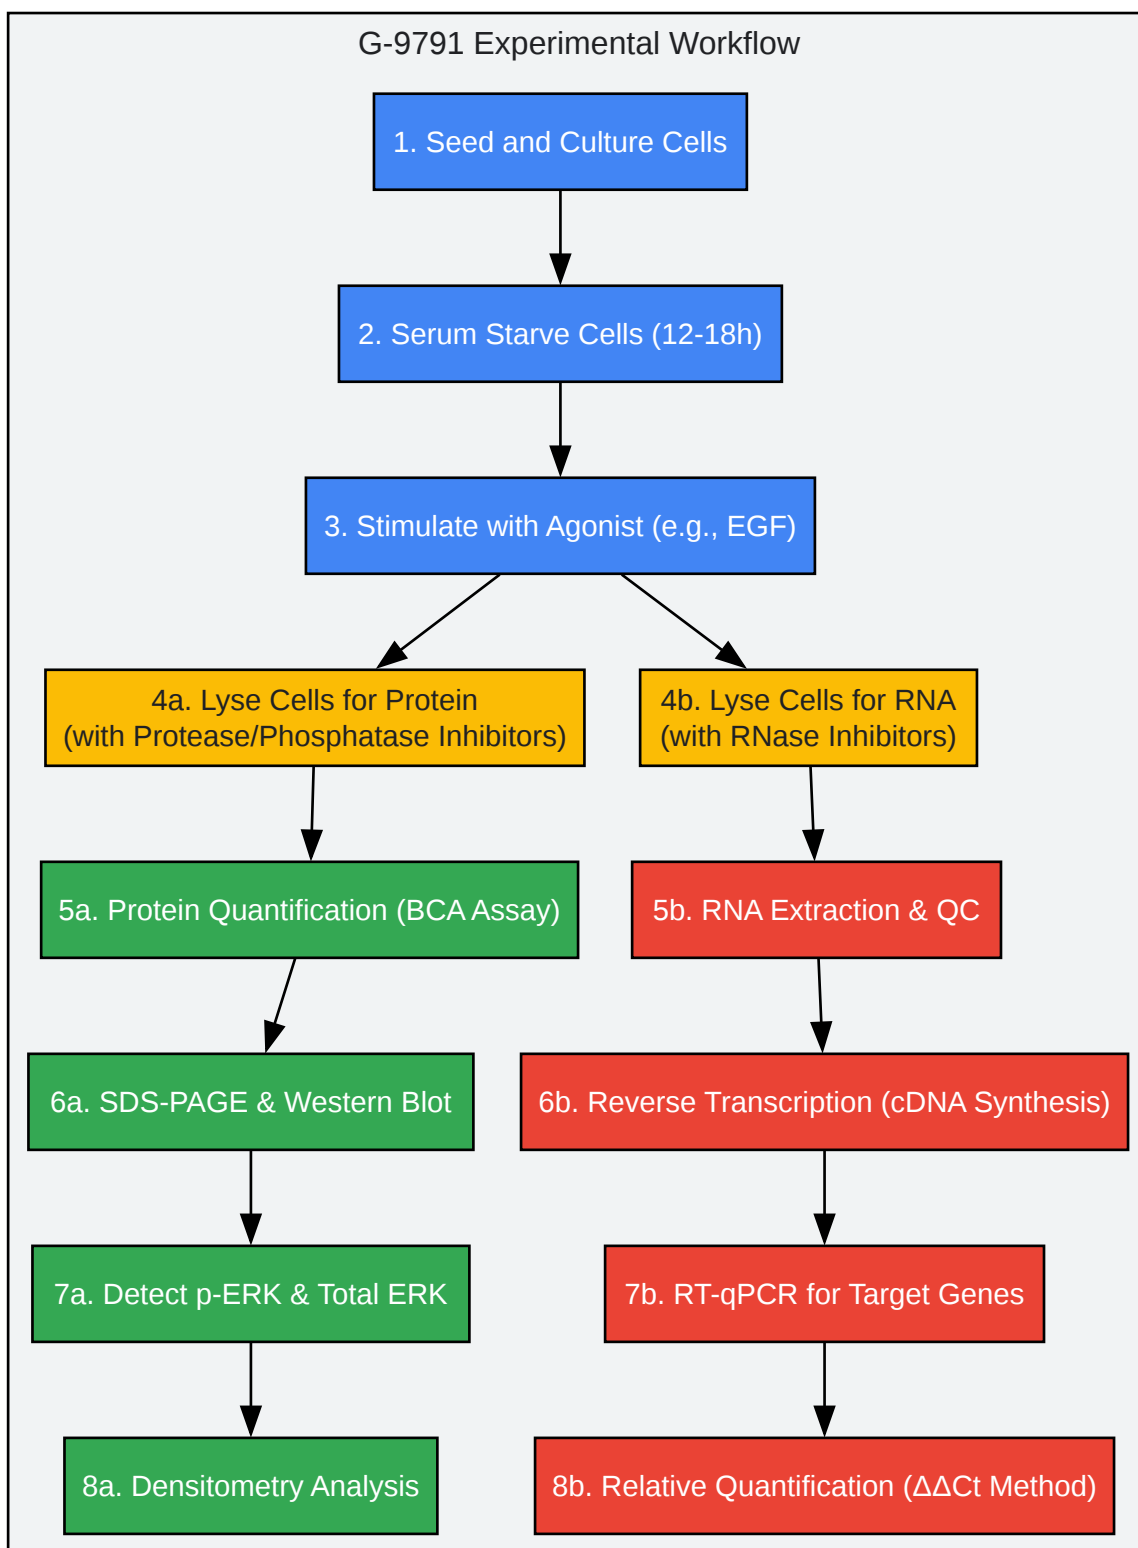 G-9791 Experimental Workflow
1. Seed and Culture Cells
2. Serum Starve Cells (12-18h)
3. Stimulate with Agonist (e.g., EGF)
4a. Lyse Cells for Protein
(with Protease/Phosphatase Inhibitors)
4b. Lyse Cells for RNA
(with RNase Inhibitors)
5a. Protein Quantification (BCA Assay)
5b. RNA Extraction & QC
6a. SDS-PAGE & Western Blot
6b. Reverse Transcription (cDNA Synthesis)
7a. Detect p-ERK & Total ERK
7b. RT-qPCR for Target Genes
8a. Densitometry Analysis
8b. Relative Quantification (ΔΔCt Method)